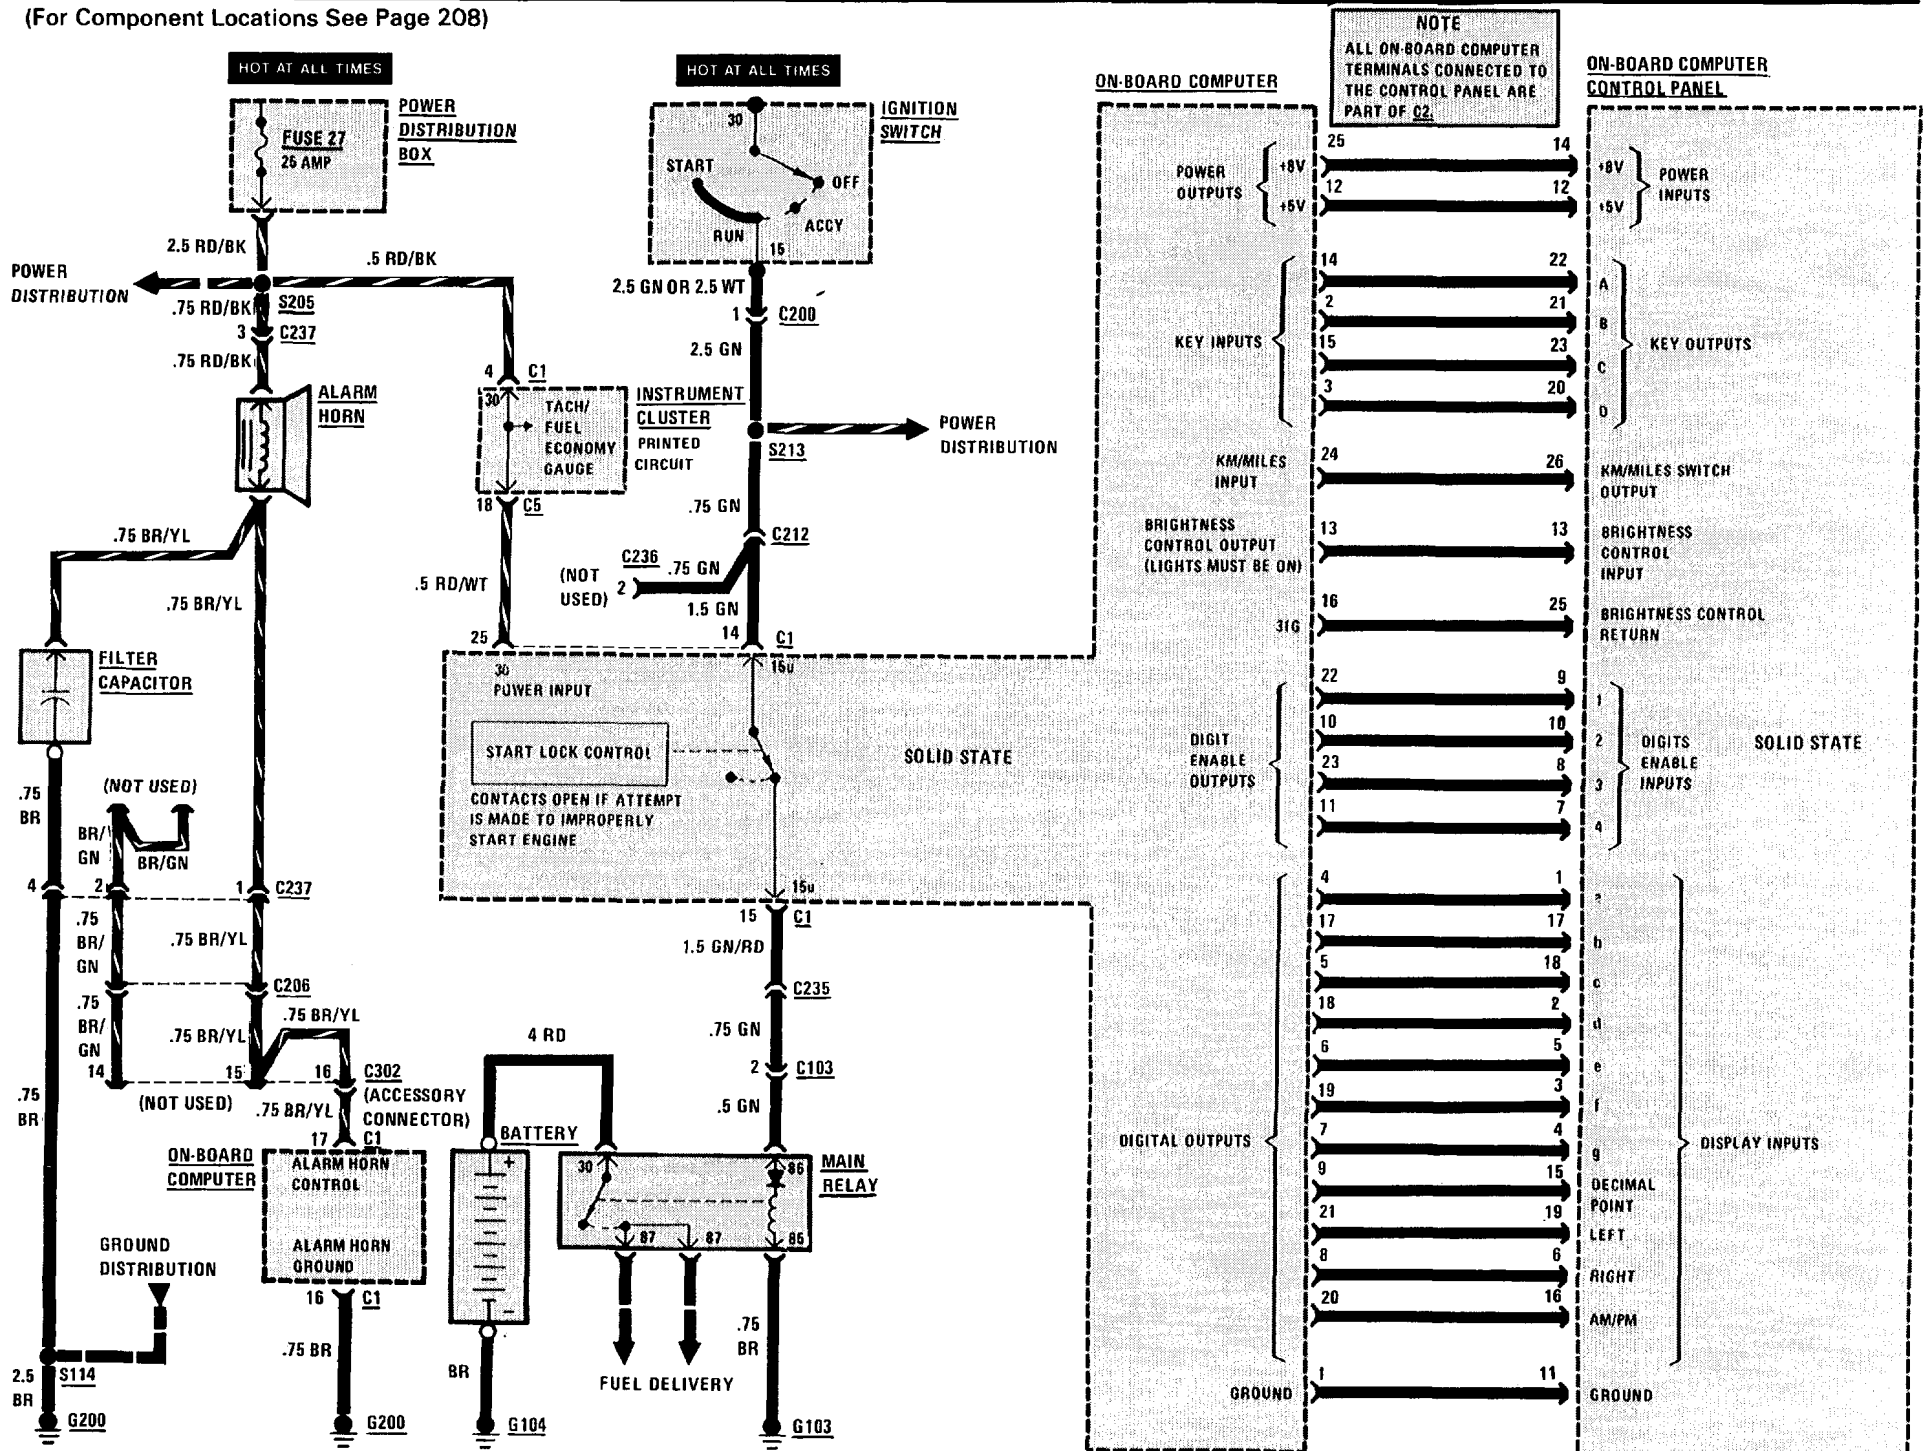 (For Component Locations See Page 208)
HOT AT ALL TIMES
FUSE 27
25 AMP
POWER
DISTRIBUTION
BOX
2.5 RD/BK
POWER
DISTRIBUTION
.5 RD/BK
S205
.75 RD/BK
3
C237
.75 RD/BK
ALARM
HORN
.75 BR/YL
.75 BR/YL
FILTER
CAPACITOR
.75
BR
(NOT USED)
BR/
GN
BR/GN
4
2
1
C237
.75
BR/
GN
.75 BR/YL
C206
.75
BR/
GN
.75 BR/YL
.75 BR/YL
14
15
16
C302
(ACCESSORY
CONNECTOR)
(NOT USED)
.75 BR/YL
.75
BR
17
C1
ON-BOARD
COMPUTER
ALARM HORN
CONTROL
ALARM HORN
GROUND
16
C1
.75 BR
G200
GROUND
DISTRIBUTION
2.5
BR
S114
G200
4
C1
30
TACH/
FUEL
ECONOMY
GAUGE
INSTRUMENT
CLUSTER
PRINTED
CIRCUIT
18
C5
.5 RD/WT
25
HOT AT ALL TIMES
IGNITION
SWITCH
30
START
OFF
ACCY
RUN
15
2.5 GN OR 2.5 WT
1
C200
2.5 GN
S213
POWER
DISTRIBUTION
.75 GN
C212
C236
.75 GN
(NOT
USED)
2
1.5 GN
14
C1
30
POWER INPUT
15u
START LOCK CONTROL
SOLID STATE
CONTACTS OPEN IF ATTEMPT
IS MADE TO IMPROPERLY
START ENGINE
15u
15
C1
1.5 GN/RD
C235
.75 GN
2
C103
.5 GN
4 RD
BATTERY
+
−
BR
G104
30
86
87
87
85
MAIN
RELAY
FUEL DELIVERY
.75
BR
G103
ON-BOARD COMPUTER
NOTE
ALL ON-BOARD COMPUTER
TERMINALS CONNECTED TO
THE CONTROL PANEL ARE
PART OF C2.
ON-BOARD COMPUTER
CONTROL PANEL
POWER
OUTPUTS
+8V 25 14 +8V
+5V 12 12 +5V
POWER
INPUTS
KEY INPUTS
14 22 A
2 21 B
15 23 C
3 20 D
KEY OUTPUTS
KM/MILES
INPUT
24 26
KM/MILES SWITCH
OUTPUT
BRIGHTNESS
CONTROL OUTPUT
(LIGHTS MUST BE ON)
13 13
BRIGHTNESS
CONTROL
INPUT
31G 16 25
BRIGHTNESS CONTROL
RETURN
DIGIT
ENABLE
OUTPUTS
22 9 1
10 10 2
23 8 3
11 7 4
DIGITS
ENABLE
INPUTS
SOLID STATE
DIGITAL OUTPUTS
4 1 a
17 17 b
5 18 c
18 2 d
6 5 e
19 3 f
7 4 g
9 15 DECIMAL
POINT
21 19 LEFT
8 6 RIGHT
20 16 AM/PM
DISPLAY INPUTS
GROUND 1 11 GROUND